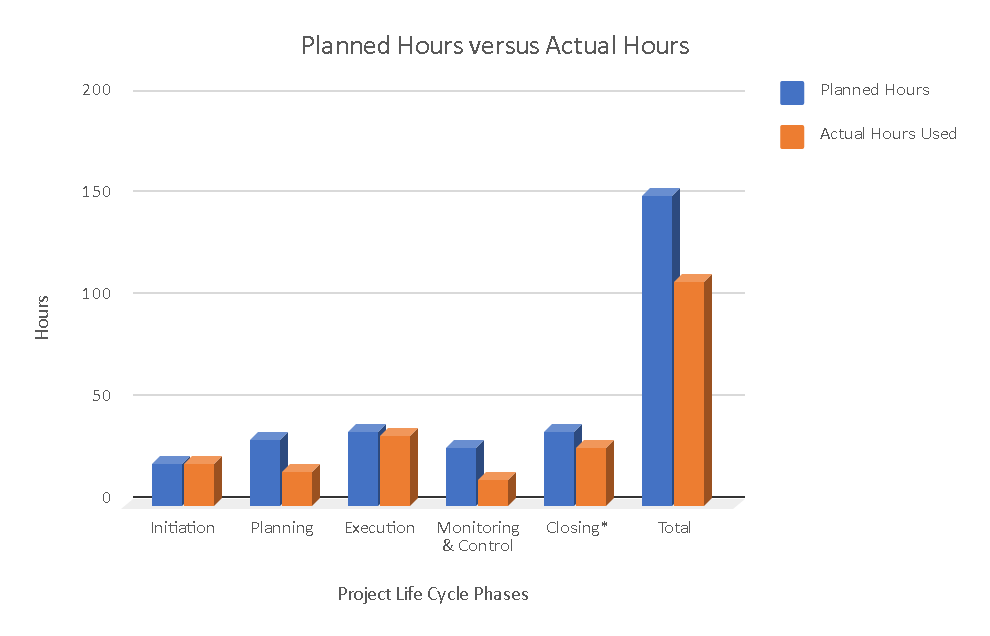 Planned Hours versus Actual Hours
200
Planned Hours
Actual Hours Used
150
100
50
0
Hours
Initiation
Planning
Execution
Monitoring
& Control
Closing*
Total
Project Life Cycle Phases